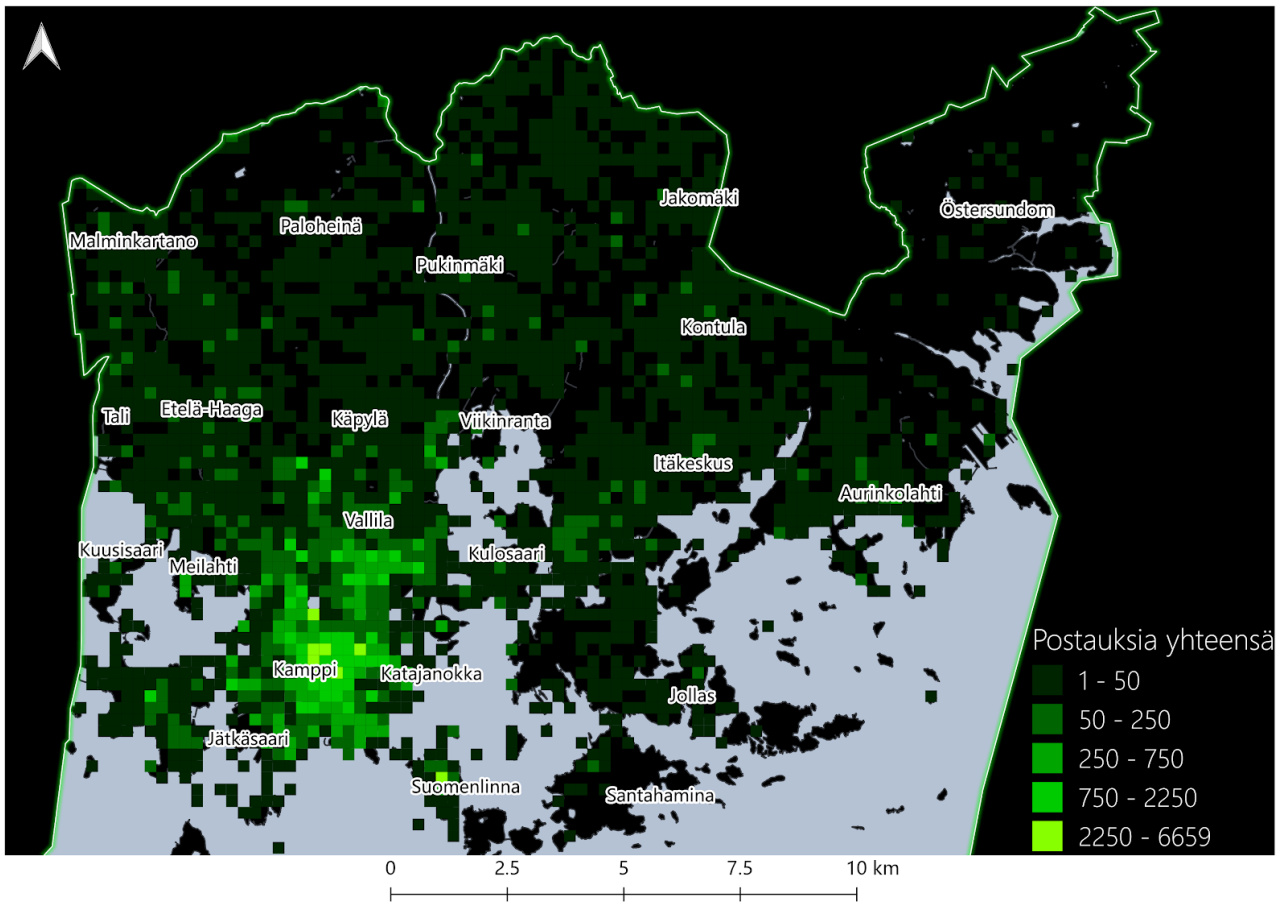 Jakomäki
Östersundom
Paloheinä
Malminkartano
Pukinmäki
Kontula
Etelä-Haaga
Tali
Käpylä
Viikinranta
Itäkeskus
Aurinkolahti
Vallila
Kuusisaari
Kulosaari
Meilahti
Kamppi
Katajanokka
Jollas
Jätkäsaari
Suomenlinna
Santahamina
Postauksia yhteensä
1 - 50
50 - 250
250 - 750
750 - 2250
2250 - 6659
0 2.5 5 7.5 10 km